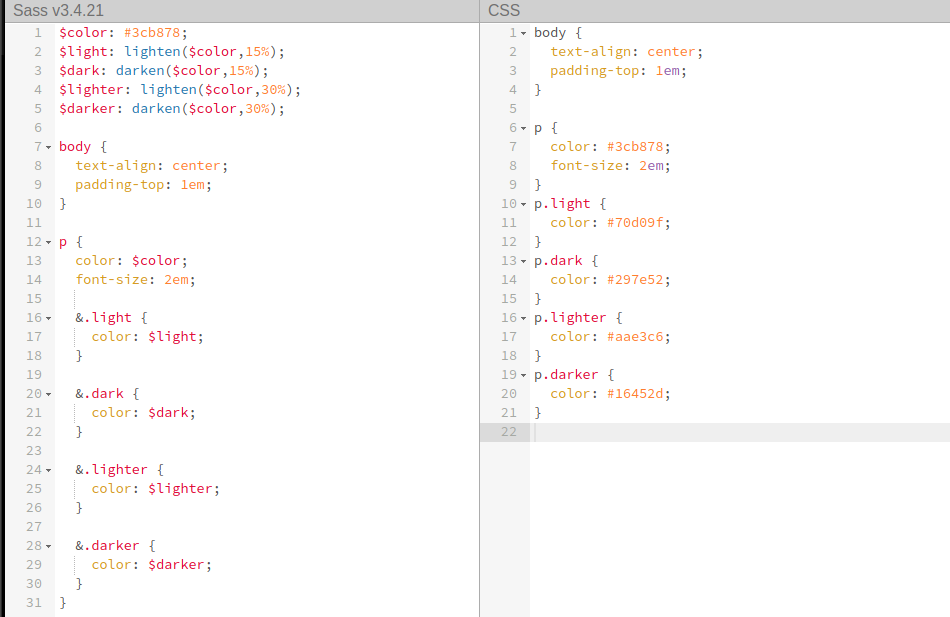 Sass v3.4.21
1 $color: #3cb878;
2 $light: lighten($color,15%);
3 $dark: darken($color,15%);
4 $lighter: lighten($color,30%);
5 $darker: darken($color,30%);
6
7 body {
8   text-align: center;
9   padding-top: 1em;
10 }
11
12 p {
13   color: $color;
14   font-size: 2em;
15
16   &.light {
17     color: $light;
18   }
19
20   &.dark {
21     color: $dark;
22   }
23
24   &.lighter {
25     color: $lighter;
26   }
27
28   &.darker {
29     color: $darker;
30   }
31 }
CSS
1 body {
2   text-align: center;
3   padding-top: 1em;
4 }
5
6 p {
7   color: #3cb878;
8   font-size: 2em;
9 }
10 p.light {
11   color: #70d09f;
12 }
13 p.dark {
14   color: #297e52;
15 }
16 p.lighter {
17   color: #aae3c6;
18 }
19 p.darker {
20   color: #16452d;
21 }
22